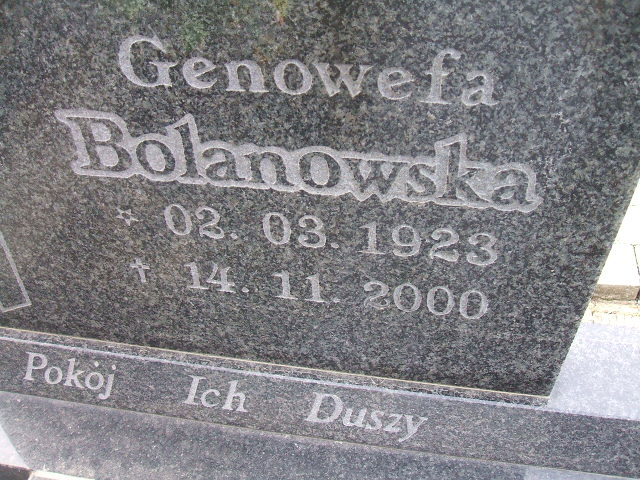 Genowefa
Bolanowska
* 02. 03. 1923
† 14. 11. 2000
Pokój Ich Duszy